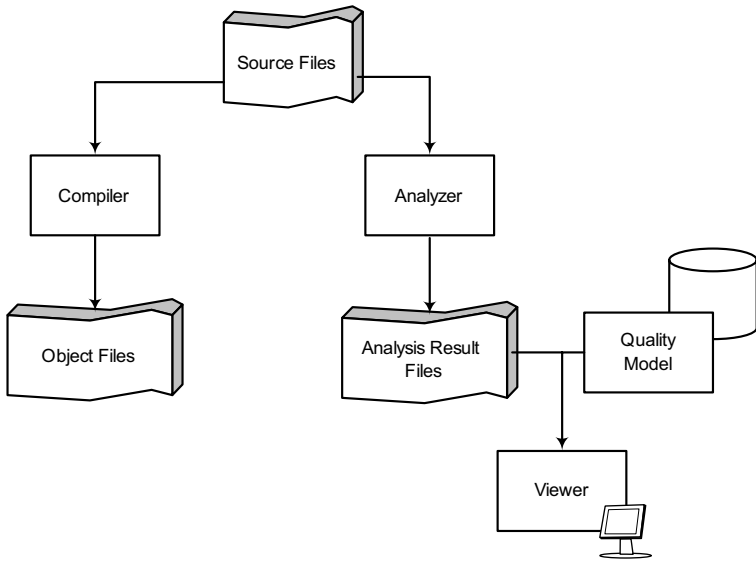 Source Files
Compiler
Analyzer
Object Files
Analysis Result
Files
Quality
Model
Viewer